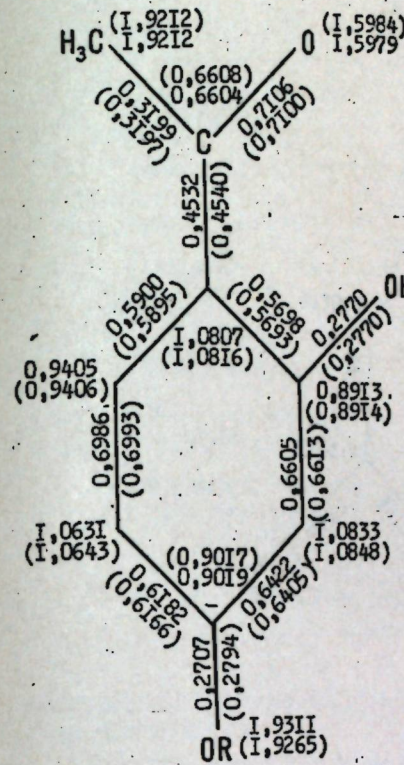 (I,92I2)
H₃C I,92I2
O (I,5984)
I,5979
(0,6608)
0,6604
0,3199
(0,3197)
0,7I06
(0,7I00)
C
0,4532
(0,4540)
0,5900
(0,5895)
0,5698
(0,5693)
0,2770
(0,2770)
I,0807
(I,08I6)
0,9405
(0,9406)
0,89I3
(0,89I4)
0,6986
(0,6993)
0,6605
(0,66I3)
I,063I
(I,0643)
I,0833
(I,0848)
(0,90I7)
0,90I9
0,6I82
(0,6I66)
0,6422
(0,6405)
0,2707
(0,2794)
I,93II
OR (I,9265)